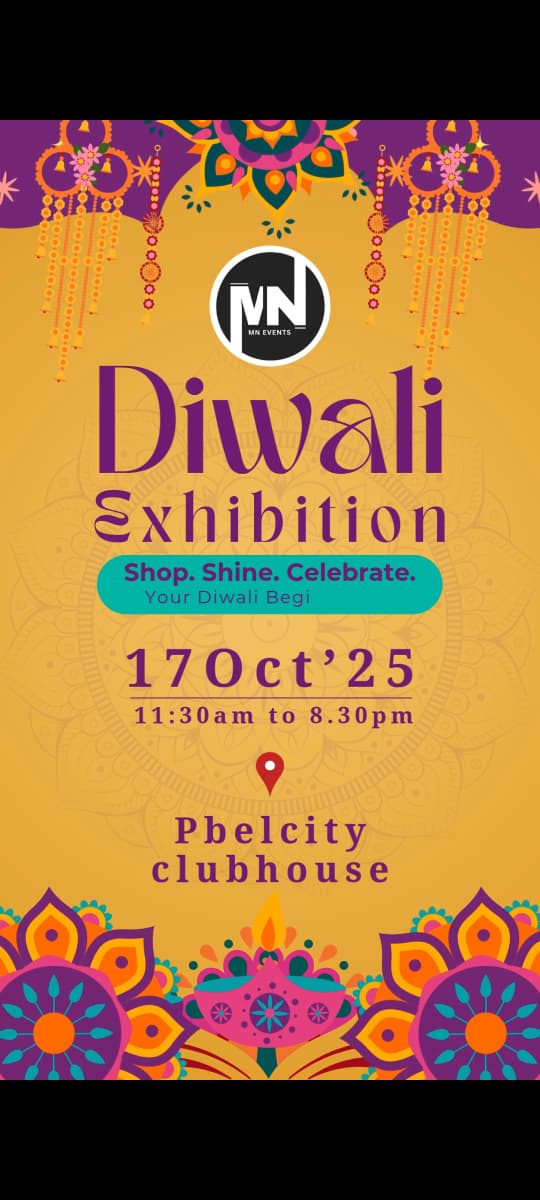 MN
MN EVENTS
Diwali
Exhibition
Shop. Shine. Celebrate.
Your Diwali Begi
17Oct’25
11:30am to 8.30pm
Pbelcity
clubhouse